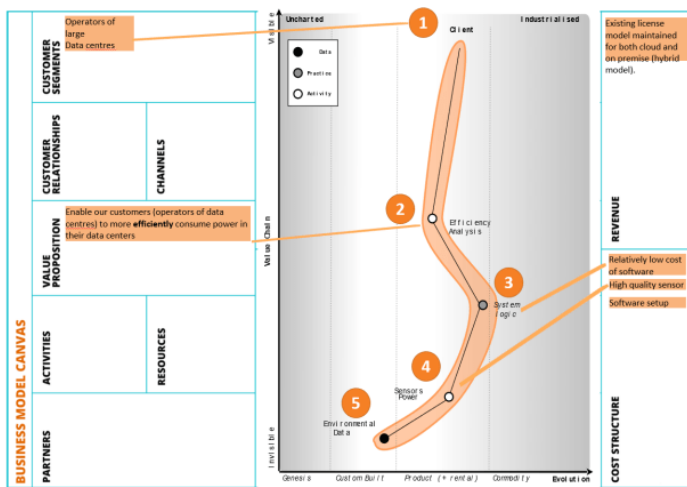 BUSINESS MODEL CANVAS
CUSTOMER
SEGMENTS
Operators of
large
Data centres
CUSTOMER RELATIONSHIPS
CHANNELS
VALUE
PROPOSITION
Enable our customers (operators of data
centres) to more efficiently consume power in
their data centers
ACTIVITIES
RESOURCES
PARTNERS
Visible
Value Chain
Invisible
Uncharted
Industrialised
Data
Practice
Activity
1
Client
2
Efficiency
Analysis
3
System
logic
4
Sensors
Power
5
Environmental
Data
Genesis
Custom Built
Product (+ rental)
Commodity
Evolution
Existing license
model maintained
for both cloud and
on premise (hybrid
model).
REVENUE
Relatively low cost
of software
High quality sensor
Software setup
COST STRUCTURE